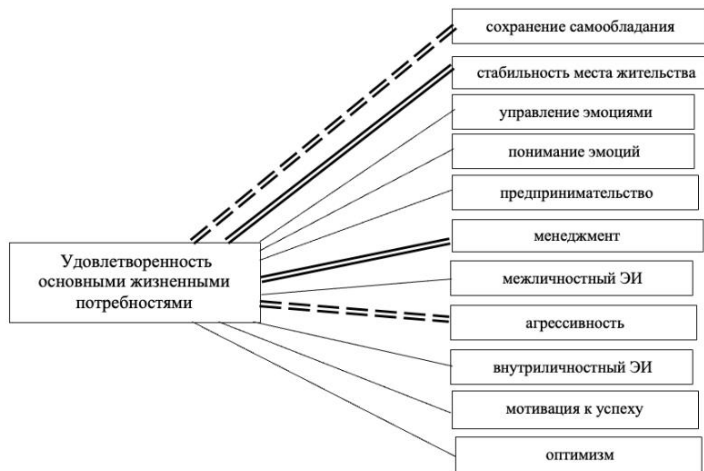 сохранение самообладания
стабильность места жительства
управление эмоциями
понимание эмоций
предпринимательство
Удовлетворенность
основными жизненными
потребностями
менеджмент
межличностный ЭИ
агрессивность
внутриличностный ЭИ
мотивация к успеху
оптимизм